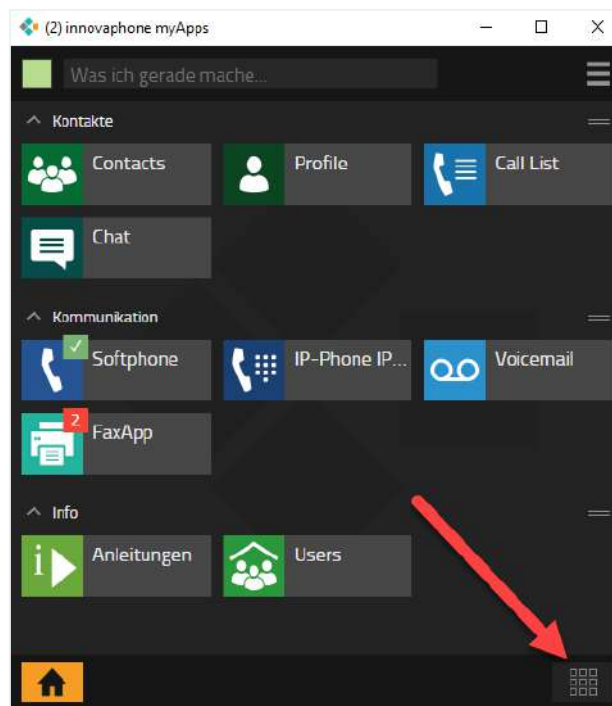 (2) innovaphone myApps
Was ich gerade mache...
Kontakte
Contacts
Profile
Call List
Chat
Kommunikation
Softphone
IP-Phone IP...
Voicemail
2
FaxApp
Info
i
Anleitungen
Users